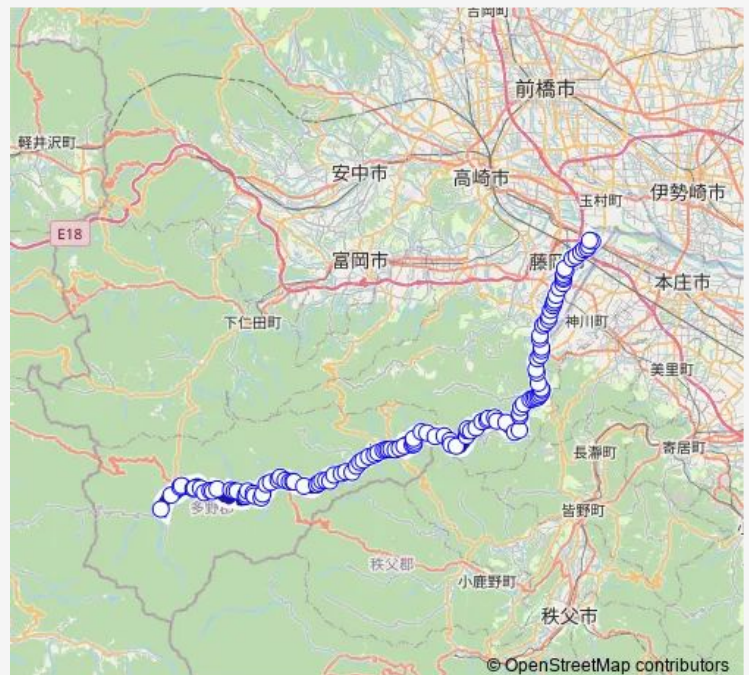 吉岡町
前橋市
軽井沢町
安中市
高崎市
玉村町
伊勢崎市
E18
富岡市
藤岡
本庄市
下仁田町
神川町
美里町
長瀞町
寄居町
多野郡
皆野町
秩父郡
小鹿野町
秩父市
© OpenStreetMap contributors